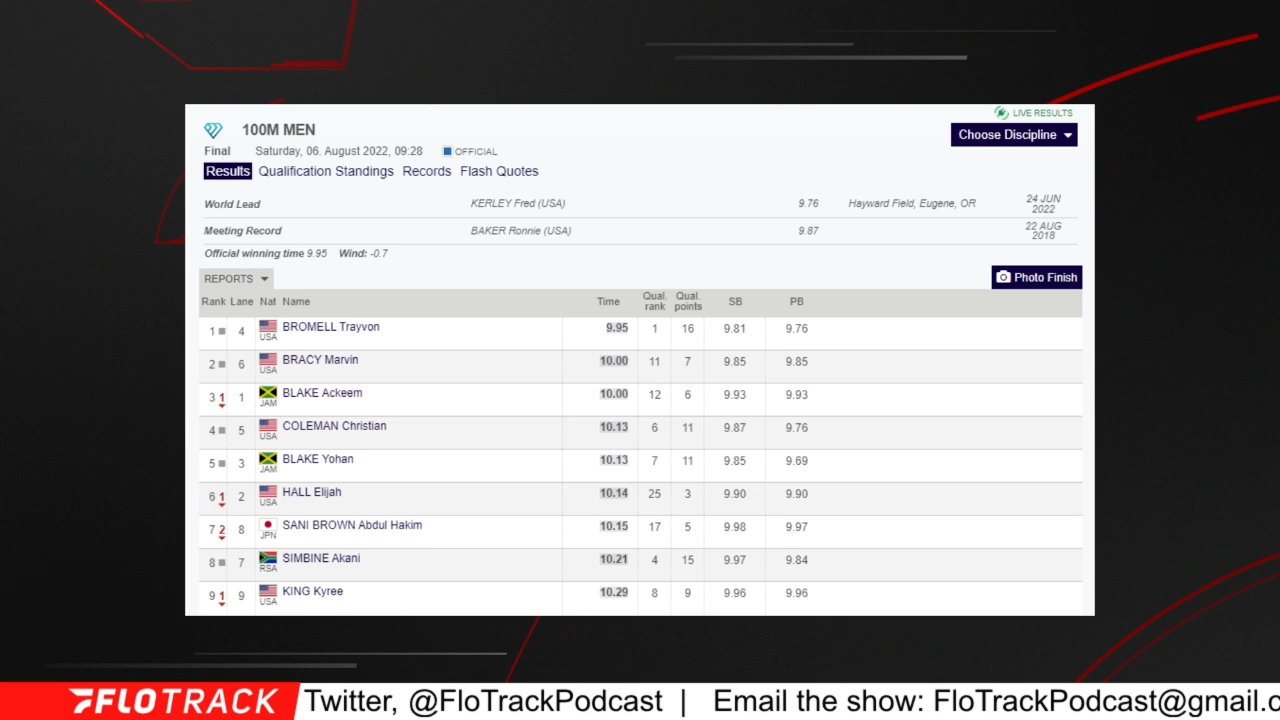 LIVE RESULTS
100M MEN
Choose Discipline
Final Saturday, 06. August 2022, 09:28 OFFICIAL
Results Qualification Standings Records Flash Quotes
World Lead KERLEY Fred (USA) 9.76 Hayward Field, Eugene, OR 24 JUN 2022
Meeting Record BAKER Ronnie (USA) 9.87 22 AUG 2018
Official winning time 9.95 Wind: -0.7
REPORTS Photo Finish
Rank Lane Nat Name Time Qual. rank Qual. points SB PB
1 4 USA BROMELL Trayvon 9.95 1 16 9.81 9.76
2 6 USA BRACY Marvin 10.00 11 7 9.85 9.85
3 1 1 JAM BLAKE Ackeem 10.00 12 6 9.93 9.93
4 5 USA COLEMAN Christian 10.13 6 11 9.87 9.76
5 3 JAM BLAKE Yohan 10.13 7 11 9.85 9.69
6 1 2 USA HALL Elijah 10.14 25 3 9.90 9.90
7 2 8 JPN SANI BROWN Abdul Hakim 10.15 17 5 9.98 9.97
8 7 RSA SIMBINE Akani 10.21 4 15 9.97 9.84
9 1 9 USA KING Kyree 10.29 8 9 9.96 9.96
FLOTRACK Twitter, @FloTrackPodcast | Email the show: FloTrackPodcast@gmail.c